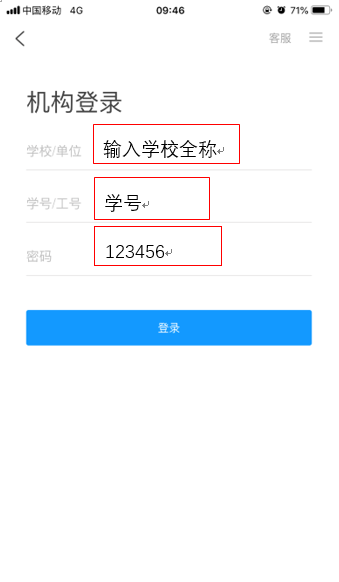 中国移动 4G 09:46 71%
客服
机构登录
学校/单位 输入学校全称
学号/工号 学号
密码 123456
登录